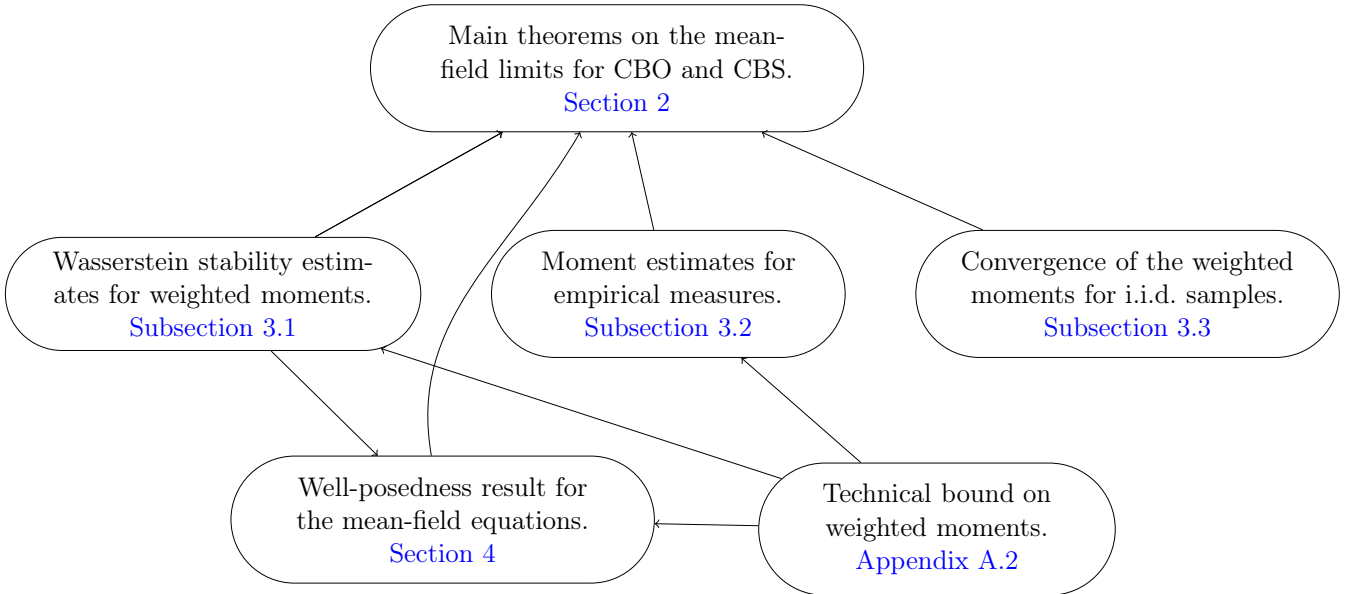 Main theorems on the mean-
field limits for CBO and CBS.
Section 2
Wasserstein stability estim-
ates for weighted moments.
Subsection 3.1
Moment estimates for
empirical measures.
Subsection 3.2
Convergence of the weighted
moments for i.i.d. samples.
Subsection 3.3
Well-posedness result for
the mean-field equations.
Section 4
Technical bound on
weighted moments.
Appendix A.2